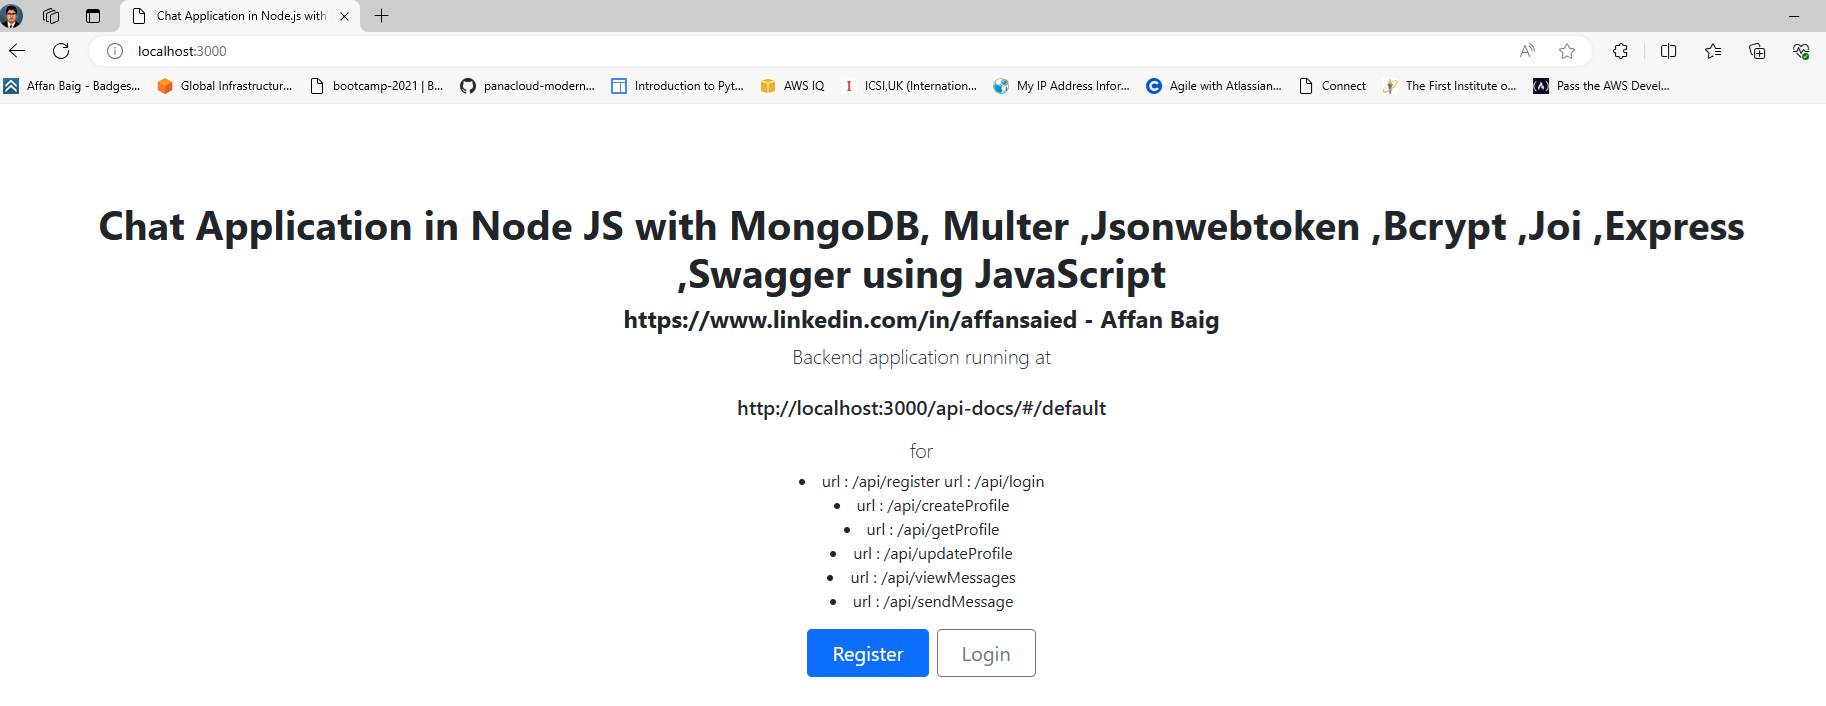 Chat Application in Node.js with
localhost:3000
Affan Baig - Badges... Global Infrastructur... bootcamp-2021 | B... panacloud-modern... Introduction to Pyt... AWS IQ ICSI,UK (Internation... My IP Address Infor... Agile with Atlassian... Connect The First Institute o... Pass the AWS Devel...
Chat Application in Node JS with MongoDB, Multer ,Jsonwebtoken ,Bcrypt ,Joi ,Express
,Swagger using JavaScript
https://www.linkedin.com/in/affansaied - Affan Baig
Backend application running at
http://localhost:3000/api-docs/#/default
for
• url : /api/register url : /api/login
• url : /api/createProfile
• url : /api/getProfile
• url : /api/updateProfile
• url : /api/viewMessages
• url : /api/sendMessage
Register Login